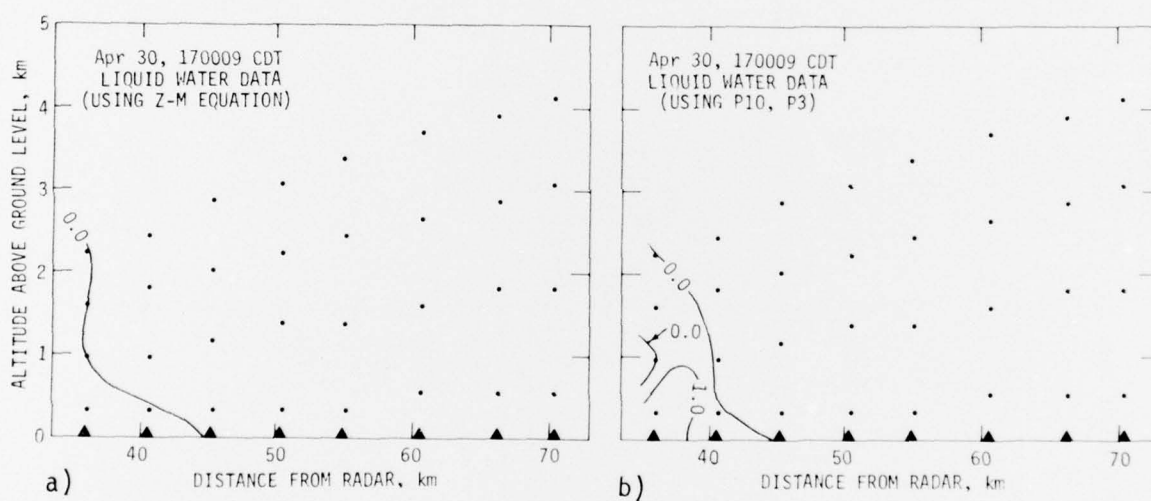 Apr 30, 170009 CDT
LIQUID WATER DATA
(USING Z-M EQUATION)
ALTITUDE ABOVE GROUND LEVEL, km
5
4
3
2
1
0
0.0
40
50
60
70
DISTANCE FROM RADAR, km
a)
Apr 30, 170009 CDT
LIQUID WATER DATA
(USING P10, P3)
0.0
0.0
1.0
40
50
60
70
DISTANCE FROM RADAR, km
b)